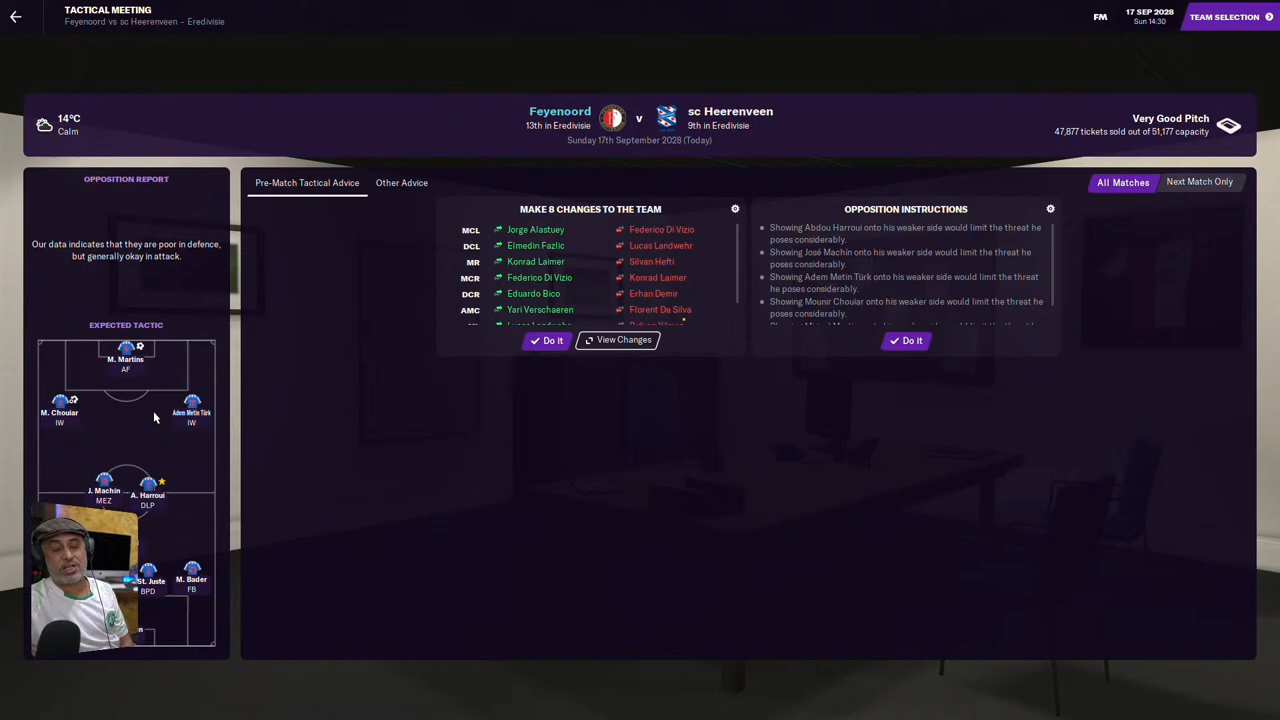 TACTICAL MEETING
Feyenoord vs sc Heerenveen - Eredivisie
FM
17 SEP 2028
Sun 14:30
TEAM SELECTION
14°C
Calm
Feyenoord
13th in Eredivisie
v
sc Heerenveen
9th in Eredivisie
Sunday 17th September 2028 (Today)
Very Good Pitch
47,877 tickets sold out of 51,177 capacity
OPPOSITION REPORT
Our data indicates that they are poor in defence,
but generally okay in attack.
EXPECTED TACTIC
M. Martins
AF
M. Chouiar
IW
Adem Metin Türk
IW
J. Machín
MEZ
A. Harroui
DLP
St. Juste
BPD
M. Bader
FB
Pre-Match Tactical Advice
Other Advice
All Matches
Next Match Only
MAKE 8 CHANGES TO THE TEAM
MCL Jorge Alastuey Federico Di Vizio
DCL Elmedin Fazlic Lucas Landwehr
MR Konrad Laimer Silvan Hefti
MCR Federico Di Vizio Konrad Laimer
DCR Eduardo Bico Erhan Demir
AMC Yari Verschaeren Florent Da Silva
Do it
View Changes
OPPOSITION INSTRUCTIONS
Showing Abdou Harroui onto his weaker side would limit the threat he
poses considerably.
Showing José Machín onto his weaker side would limit the threat he
poses considerably.
Showing Adem Metin Türk onto his weaker side would limit the threat
he poses considerably.
Showing Mounir Chouiar onto his weaker side would limit the threat he
poses considerably.
Do it